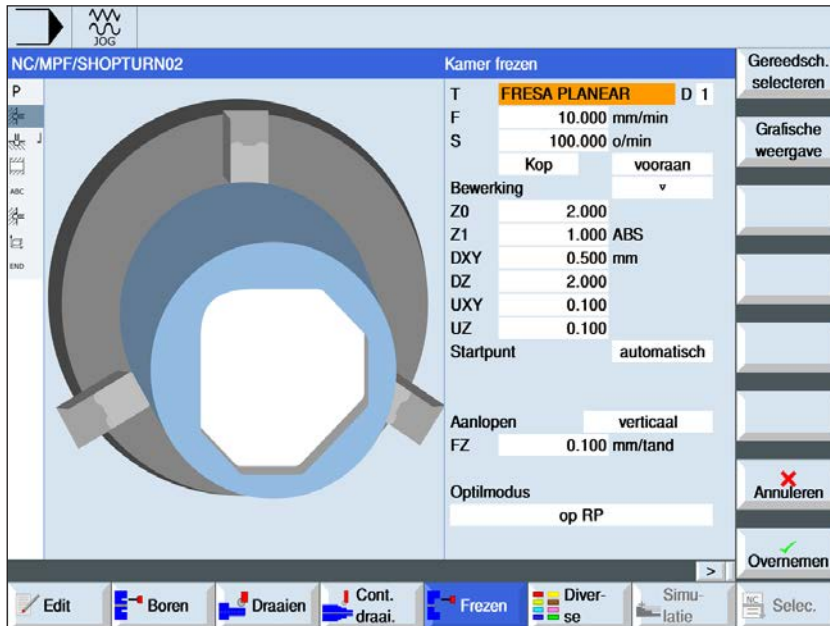 JOG
NC/MPF/SHOPTURN02
Kamer frezen
Gereedsch.
selecteren
P
ABC
END
T FRESA PLANEAR D 1
F 10.000 mm/min
S 100.000 o/min
Kop vooraan
Bewerking ▿
Z0 2.000
Z1 1.000 ABS
DXY 0.500 mm
DZ 2.000
UXY 0.100
UZ 0.100
Startpunt automatisch
Aanlopen verticaal
FZ 0.100 mm/tand
Optilmodus
op RP
Grafische
weergave
Annuleren
Overnemen
>
Edit
Boren
Draaien
Cont.
draai.
Frezen
Diver-
se
Simu-
latie
NC
Selec.